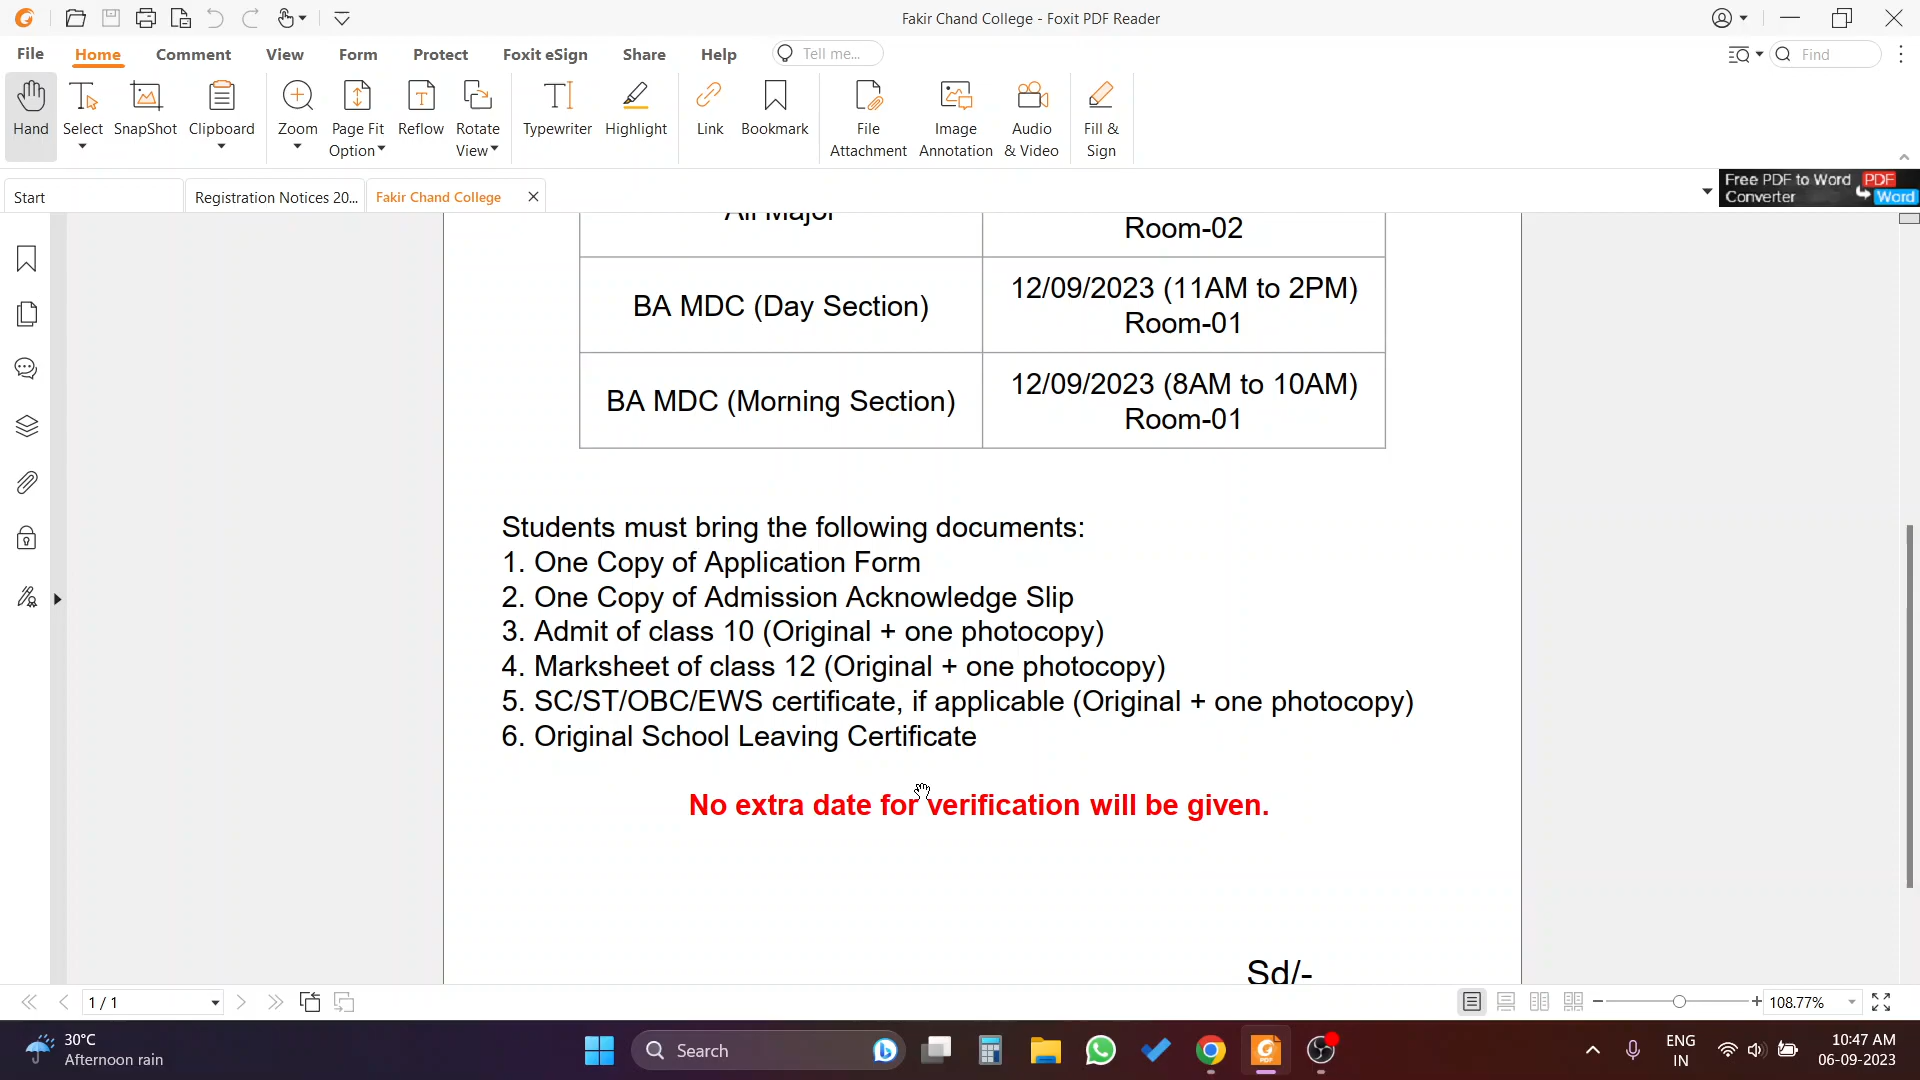 Fakir Chand College - Foxit PDF Reader
File Home Comment View Form Protect Foxit eSign Share Help Tell me... Find
Hand Select SnapShot Clipboard Zoom Page Fit Option Reflow Rotate View Typewriter Highlight Link Bookmark File Attachment Image Annotation Audio & Video Fill & Sign
Start Registration Notices 20... Fakir Chand College
Free PDF to Word Converter PDF Word
All Major
Room-02
BA MDC (Day Section)
12/09/2023 (11AM to 2PM)
Room-01
BA MDC (Morning Section)
12/09/2023 (8AM to 10AM)
Room-01
Students must bring the following documents:
1. One Copy of Application Form
2. One Copy of Admission Acknowledge Slip
3. Admit of class 10 (Original + one photocopy)
4. Marksheet of class 12 (Original + one photocopy)
5. SC/ST/OBC/EWS certificate, if applicable (Original + one photocopy)
6. Original School Leaving Certificate
No extra date for verification will be given.
Sd/-
1 / 1
108.77%
30°C
Afternoon rain
Search
ENG
IN
10:47 AM
06-09-2023